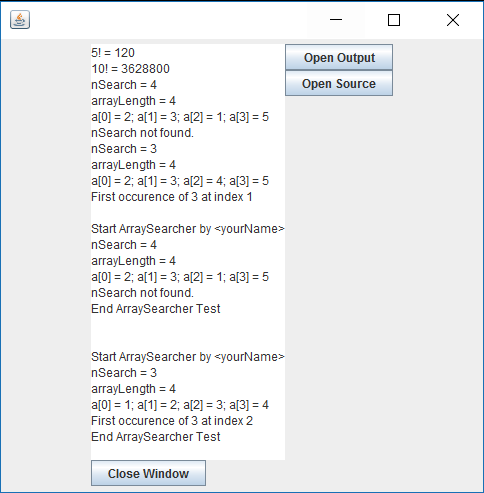 5! = 120
10! = 3628800
nSearch = 4
arrayLength = 4
a[0] = 2; a[1] = 3; a[2] = 1; a[3] = 5
nSearch not found.
nSearch = 3
arrayLength = 4
a[0] = 2; a[1] = 3; a[2] = 4; a[3] = 5
First occurence of 3 at index 1
Start ArraySearcher by <yourName>
nSearch = 4
arrayLength = 4
a[0] = 2; a[1] = 3; a[2] = 1; a[3] = 5
nSearch not found.
End ArraySearcher Test
Start ArraySearcher by <yourName>
nSearch = 3
arrayLength = 4
a[0] = 1; a[1] = 2; a[2] = 3; a[3] = 4
First occurence of 3 at index 2
End ArraySearcher Test
Open Output
Open Source
Close Window